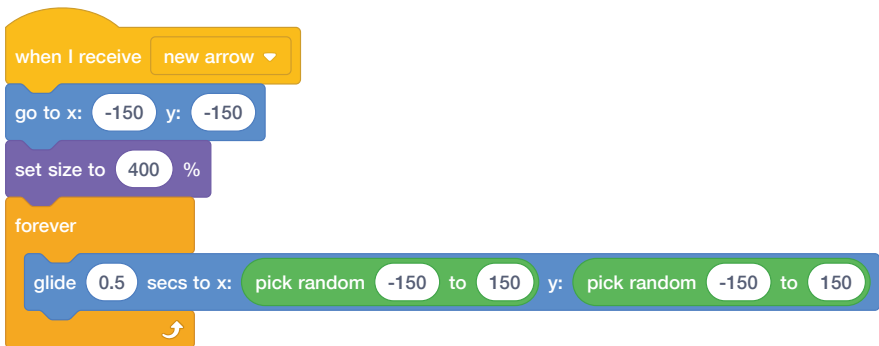 when I receive new arrow
go to x: -150 y: -150
set size to 400 %
forever
glide 0.5 secs to x: pick random -150 to 150 y: pick random -150 to 150